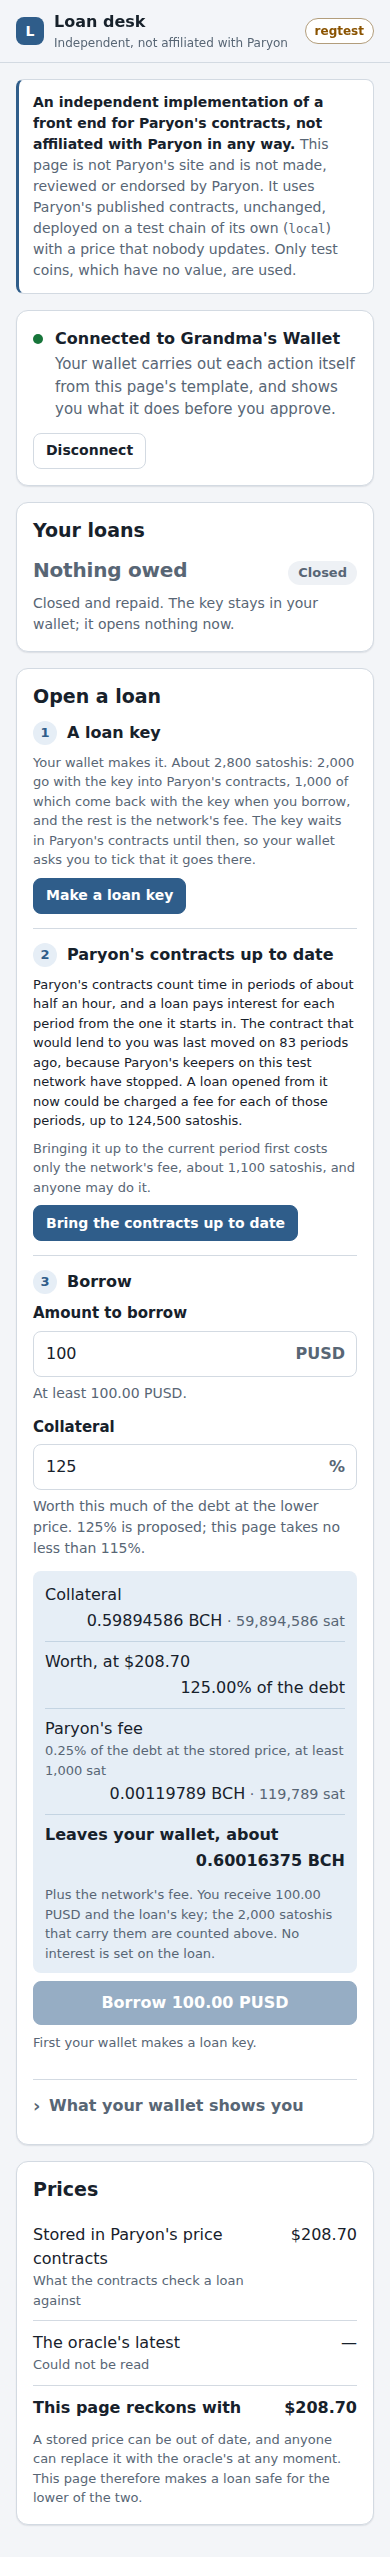 L
Loan desk
Independent, not affiliated with Paryon
regtest
An independent implementation of a
front end for Paryon's contracts, not
affiliated with Paryon in any way. This
page is not Paryon's site and is not made,
reviewed or endorsed by Paryon. It uses
Paryon's published contracts, unchanged,
deployed on a test chain of its own (local)
with a price that nobody updates. Only test
coins, which have no value, are used.
Connected to Grandma's Wallet
Your wallet carries out each action itself
from this page's template, and shows
you what it does before you approve.
Disconnect
Your loans
Nothing owed
Closed
Closed and repaid. The key stays in your
wallet; it opens nothing now.
Open a loan
1 A loan key
Your wallet makes it. About 2,800 satoshis: 2,000
go with the key into Paryon's contracts, 1,000 of
which come back with the key when you borrow,
and the rest is the network's fee. The key waits
in Paryon's contracts until then, so your wallet
asks you to tick that it goes there.
Make a loan key
2 Paryon's contracts up to date
Paryon's contracts count time in periods of about
half an hour, and a loan pays interest for each
period from the one it starts in. The contract that
would lend to you was last moved on 83 periods
ago, because Paryon's keepers on this test
network have stopped. A loan opened from it
now could be charged a fee for each of those
periods, up to 124,500 satoshis.
Bringing it up to the current period first costs
only the network's fee, about 1,100 satoshis, and
anyone may do it.
Bring the contracts up to date
3 Borrow
Amount to borrow
100 PUSD
At least 100.00 PUSD.
Collateral
125 %
Worth this much of the debt at the lower
price. 125% is proposed; this page takes no
less than 115%.
Collateral
0.59894586 BCH · 59,894,586 sat
Worth, at $208.70
125.00% of the debt
Paryon's fee
0.25% of the debt at the stored price, at least
1,000 sat
0.00119789 BCH · 119,789 sat
Leaves your wallet, about
0.60016375 BCH
Plus the network's fee. You receive 100.00
PUSD and the loan's key; the 2,000 satoshis
that carry them are counted above. No
interest is set on the loan.
Borrow 100.00 PUSD
First your wallet makes a loan key.
› What your wallet shows you
Prices
Stored in Paryon's price
contracts
$208.70
What the contracts check a loan
against
The oracle's latest
—
Could not be read
This page reckons with
$208.70
A stored price can be out of date, and anyone
can replace it with the oracle's at any moment.
This page therefore makes a loan safe for the
lower of the two.